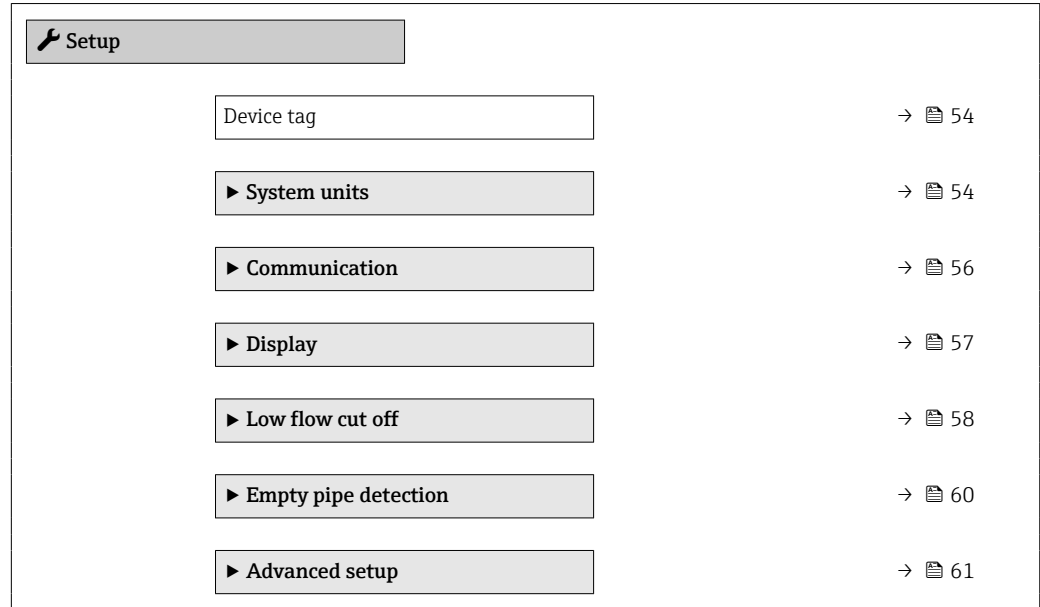 Setup
Device tag → 54
▶ System units → 54
▶ Communication → 56
▶ Display → 57
▶ Low flow cut off → 58
▶ Empty pipe detection → 60
▶ Advanced setup → 61